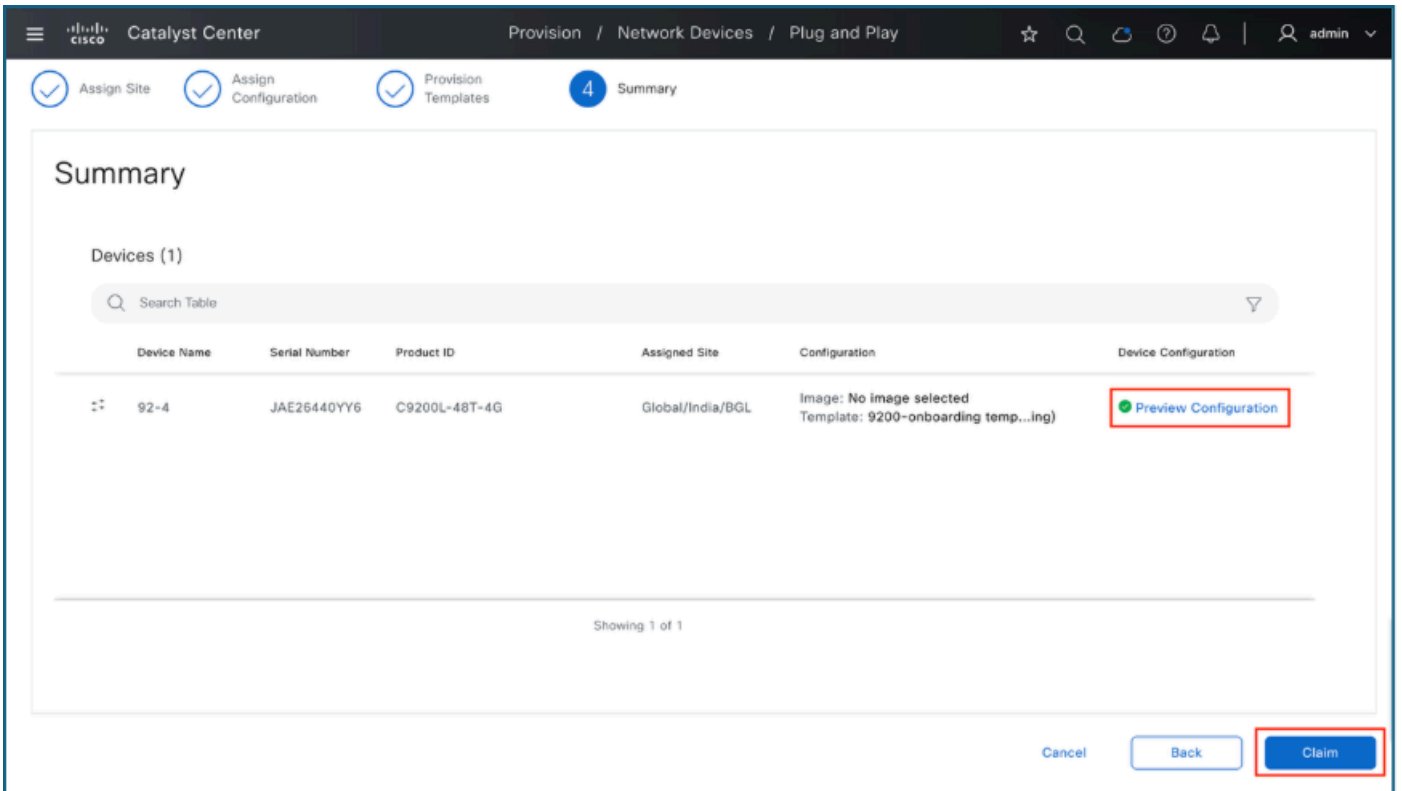 cisco Catalyst Center Provision / Network Devices / Plug and Play admin
Assign Site
Assign
Configuration
Provision
Templates
4 Summary
Summary
Devices (1)
Search Table
Device Name Serial Number Product ID Assigned Site Configuration Device Configuration
92-4 JAE26440YY6 C9200L-48T-4G Global/India/BGL Image: No image selected
Template: 9200-onboarding temp...ing) Preview Configuration
Showing 1 of 1
Cancel Back Claim